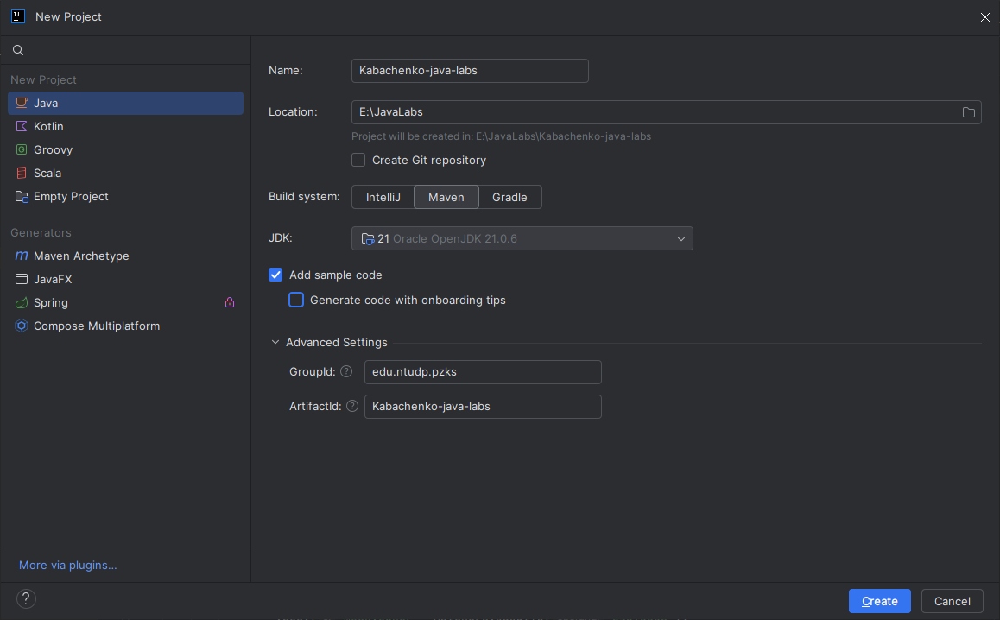 New Project
New Project
Java
Kotlin
Groovy
Scala
Empty Project
Generators
Maven Archetype
JavaFX
Spring
Compose Multiplatform
More via plugins...
Name: Kabachenko-java-labs
Location: E:\JavaLabs
Project will be created in: E:\JavaLabs\Kabachenko-java-labs
Create Git repository
Build system: IntelliJ Maven Gradle
JDK: 21 Oracle OpenJDK 21.0.6
Add sample code
Generate code with onboarding tips
Advanced Settings
GroupId: ? edu.ntudp.pzks
ArtifactId: ? Kabachenko-java-labs
? Create Cancel